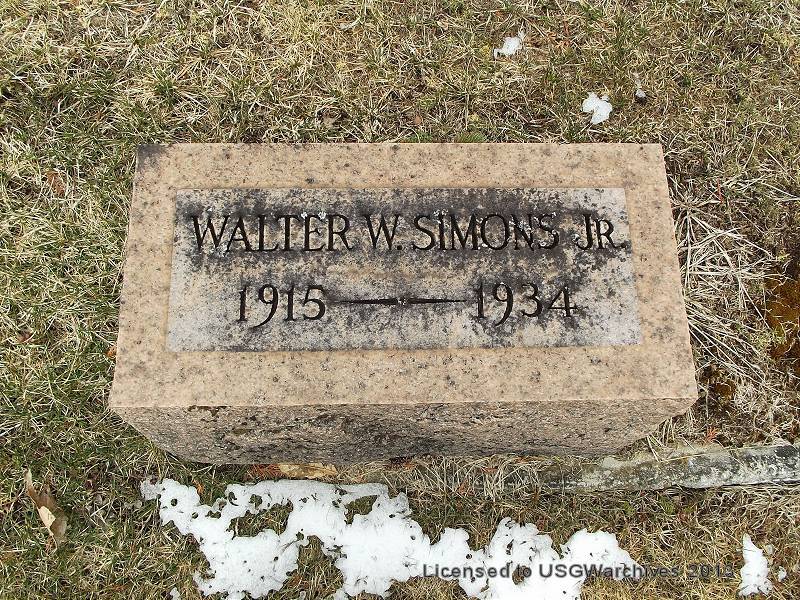 WALTER W. SIMONS JR.
1915 — 1934
Licensed to USGWarchives